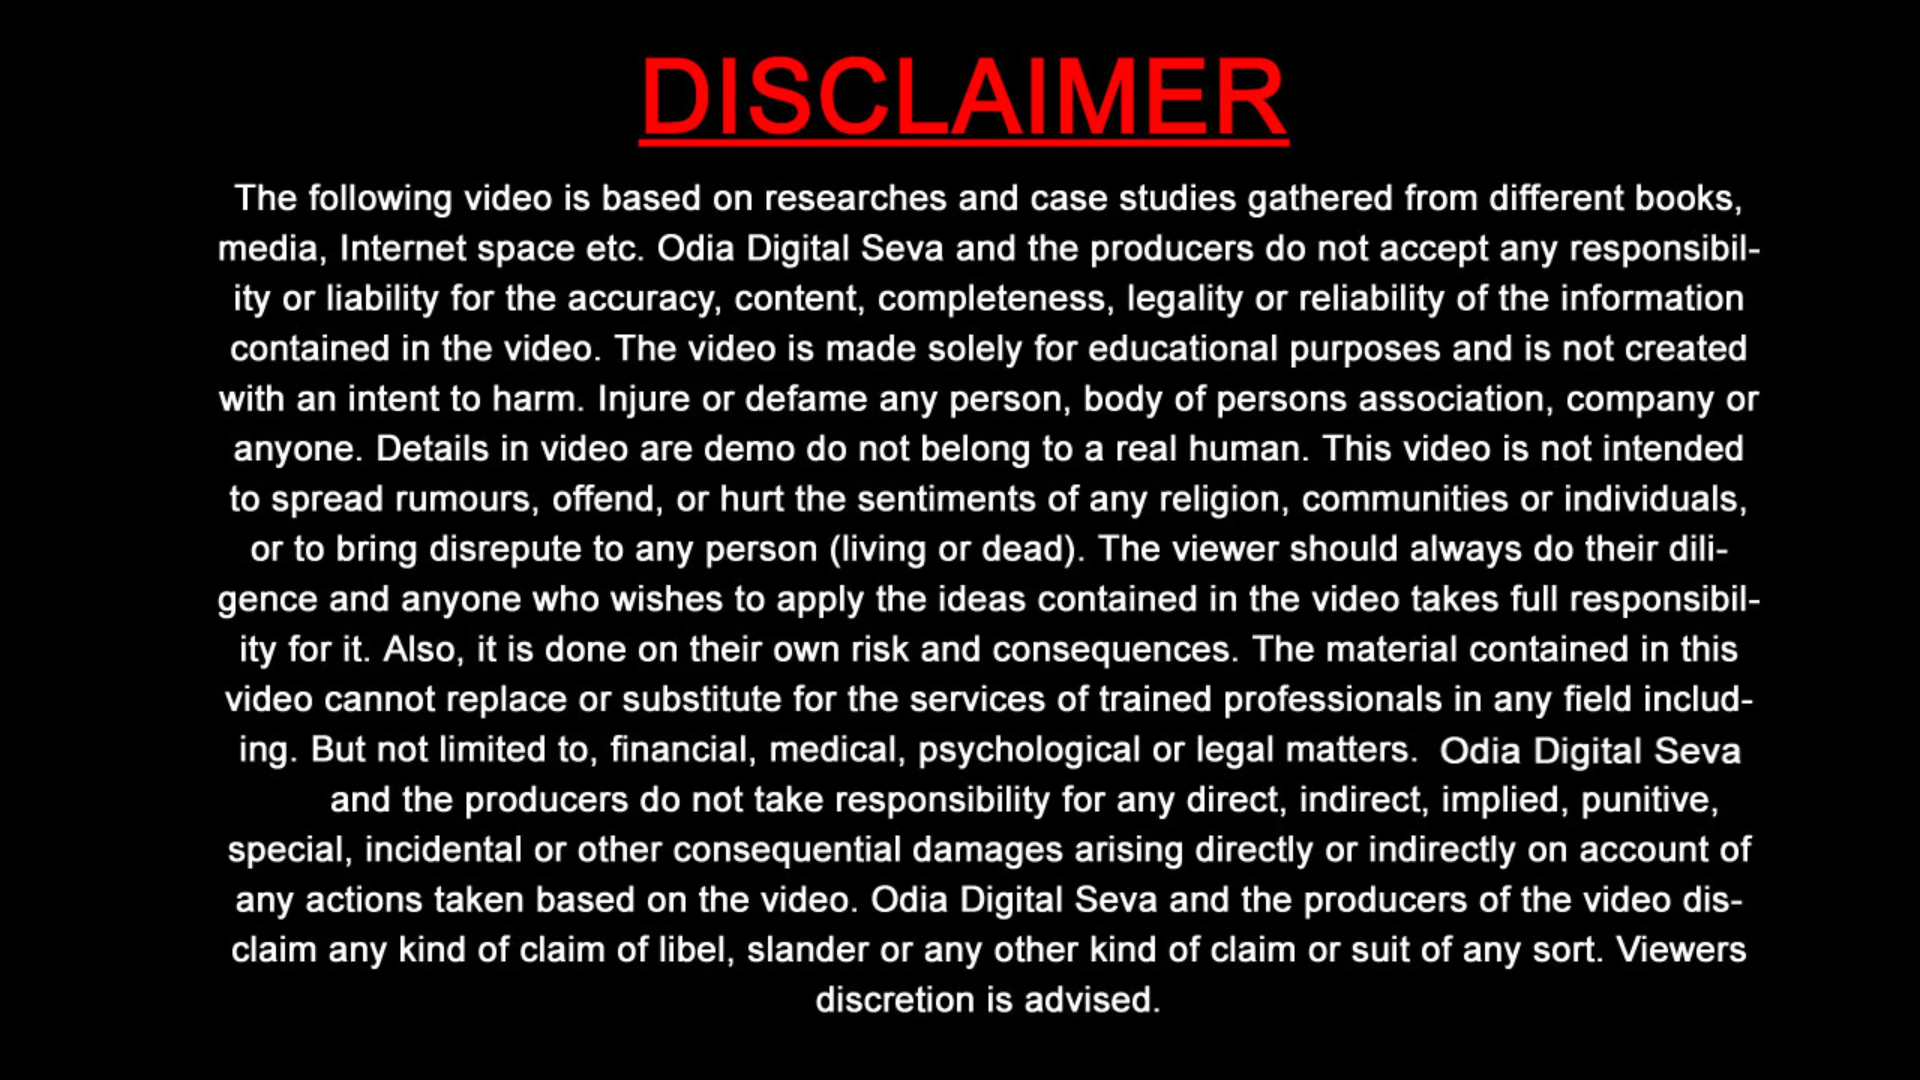 DISCLAIMER
The following video is based on researches and case studies gathered from different books,
media, Internet space etc. Odia Digital Seva and the producers do not accept any responsibil-
ity or liability for the accuracy, content, completeness, legality or reliability of the information
contained in the video. The video is made solely for educational purposes and is not created
with an intent to harm. Injure or defame any person, body of persons association, company or
anyone. Details in video are demo do not belong to a real human. This video is not intended
to spread rumours, offend, or hurt the sentiments of any religion, communities or individuals,
or to bring disrepute to any person (living or dead). The viewer should always do their dili-
gence and anyone who wishes to apply the ideas contained in the video takes full responsibil-
ity for it. Also, it is done on their own risk and consequences. The material contained in this
video cannot replace or substitute for the services of trained professionals in any field includ-
ing. But not limited to, financial, medical, psychological or legal matters. Odia Digital Seva
and the producers do not take responsibility for any direct, indirect, implied, punitive,
special, incidental or other consequential damages arising directly or indirectly on account of
any actions taken based on the video. Odia Digital Seva and the producers of the video dis-
claim any kind of claim of libel, slander or any other kind of claim or suit of any sort. Viewers
discretion is advised.